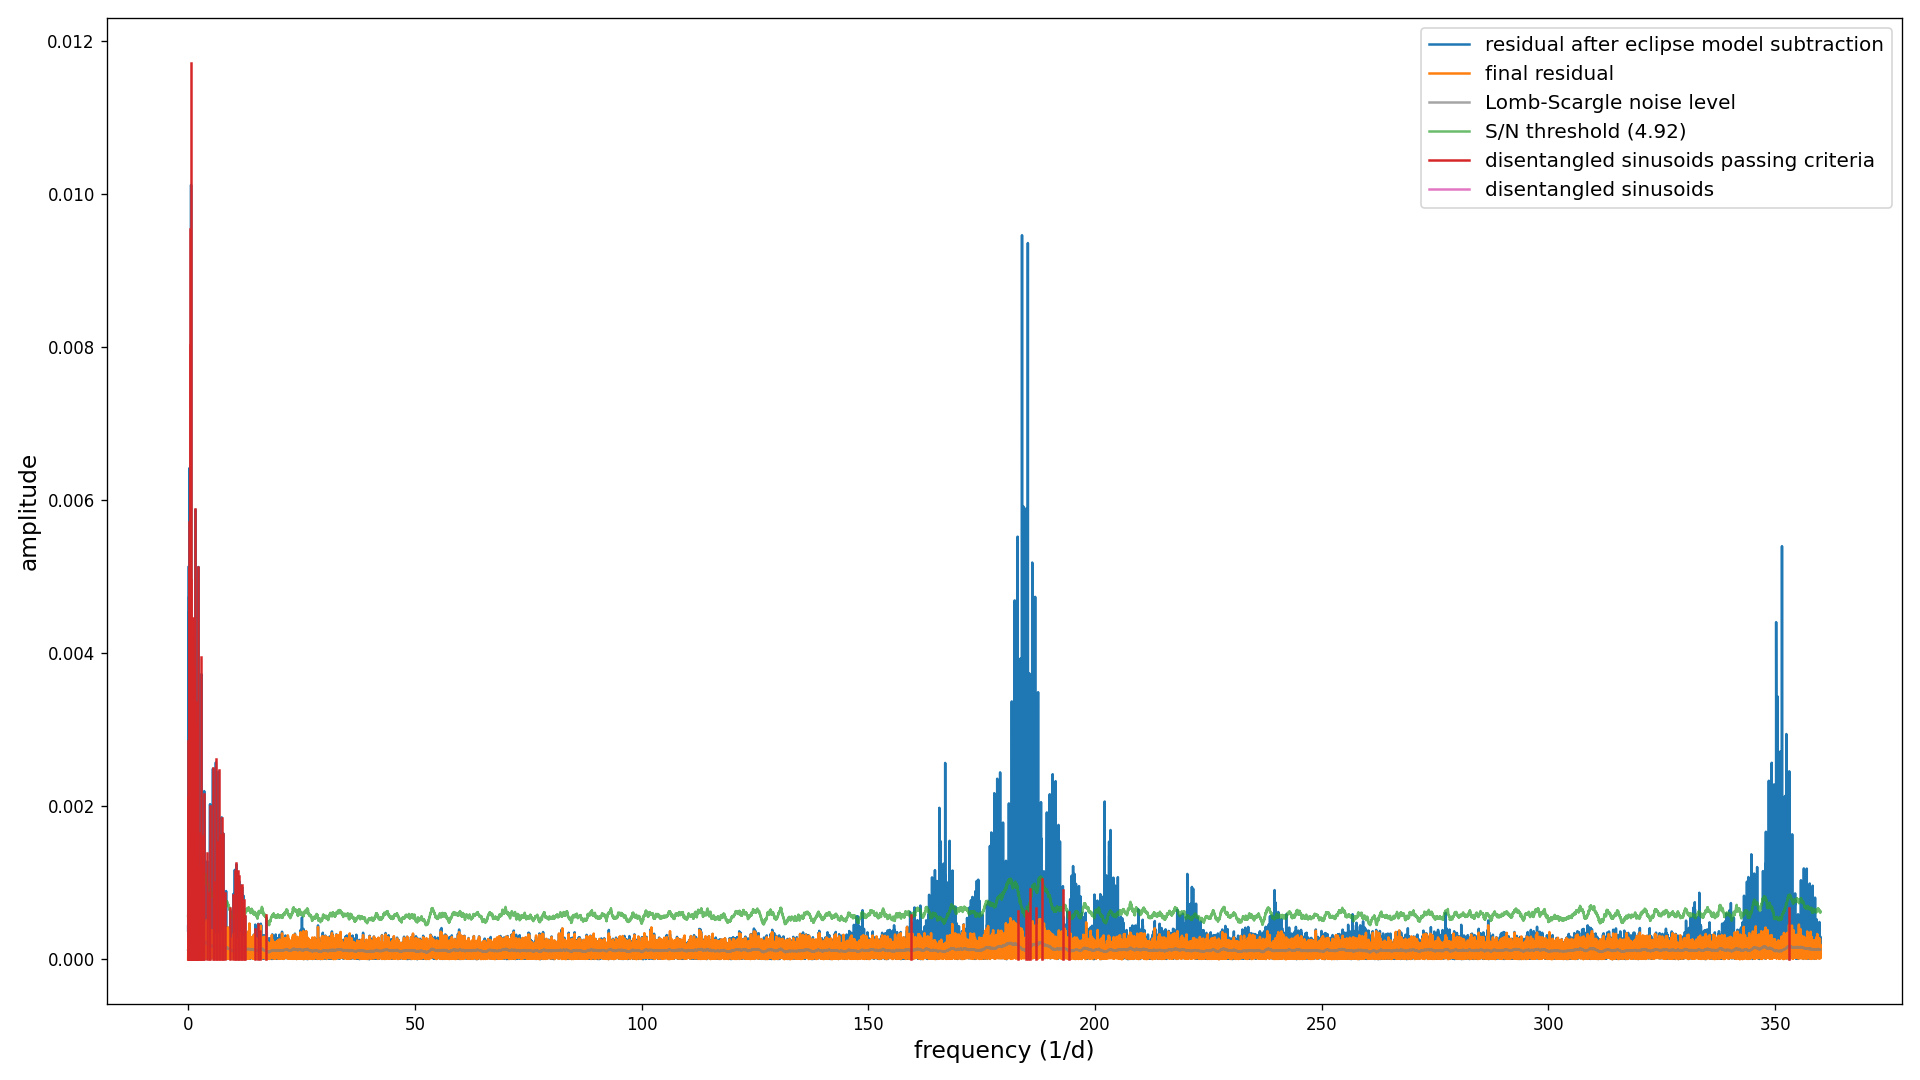 0.012
0.010
0.008
0.006
0.004
0.002
0.000
amplitude
0
50
100
150
200
250
300
350
frequency (1/d)
residual after eclipse model subtraction
final residual
Lomb-Scargle noise level
S/N threshold (4.92)
disentangled sinusoids passing criteria
disentangled sinusoids